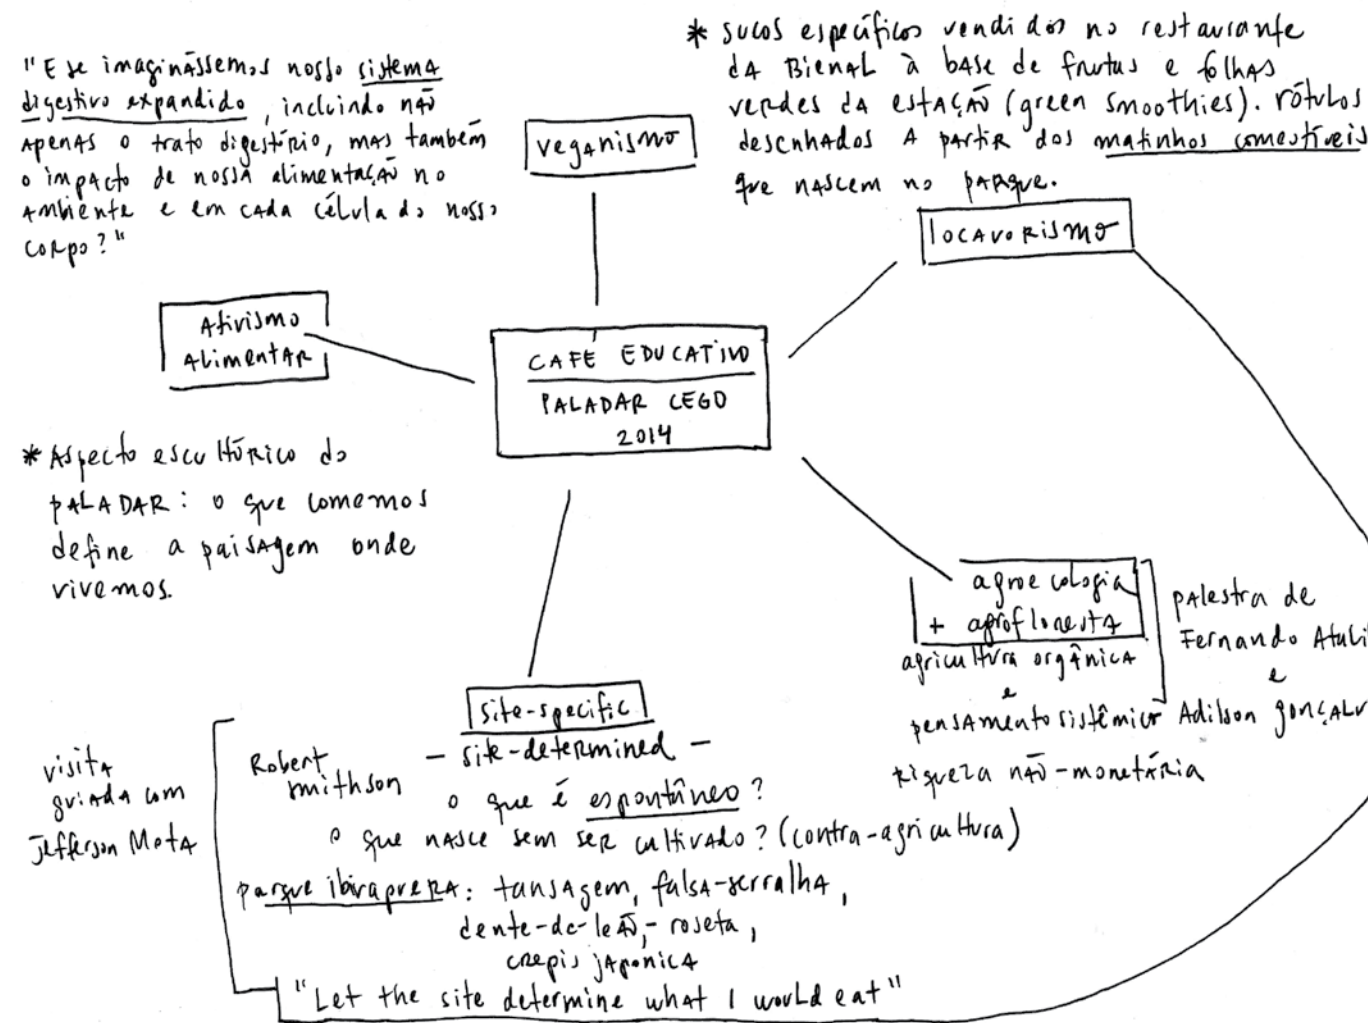 "E se imaginássemos nosso sistema
digestivo expandido, incluindo não
apenas o trato digestório, mas também
o impacto de nossa alimentação no
ambiente e em cada célula do nosso
corpo?"
* sucos específicos vendidos no restaurante
da Bienal à base de frutas e folhas
verdes da estação (green smoothies). rótulos
desenhados a partir dos matinhos comestíveis
que nascem no parque.
veganismo
locavorismo
Ativismo
Alimentar
CAFÉ EDUCATIVO
PALADAR CEGO
2014
* Aspecto escultórico do
PALADAR: o que comemos
define a paisagem onde
vivemos.
agroecologia
+ agrofloresta
agricultura orgânica
e
pensamento sistêmico
riqueza não-monetária
palestra de
Fernando
e
Adilson
site-specific
- site-determined -
Robert
smithson
o que é espontâneo?
o que nasce sem ser cultivado? (contra-agricultura)
parque ibirapuera: tansagem, falsa-serralha,
dente-de-leão, - roseta,
crepis japonica
"Let the site determine what I would eat"
visita
guiada com
Jefferson Mota